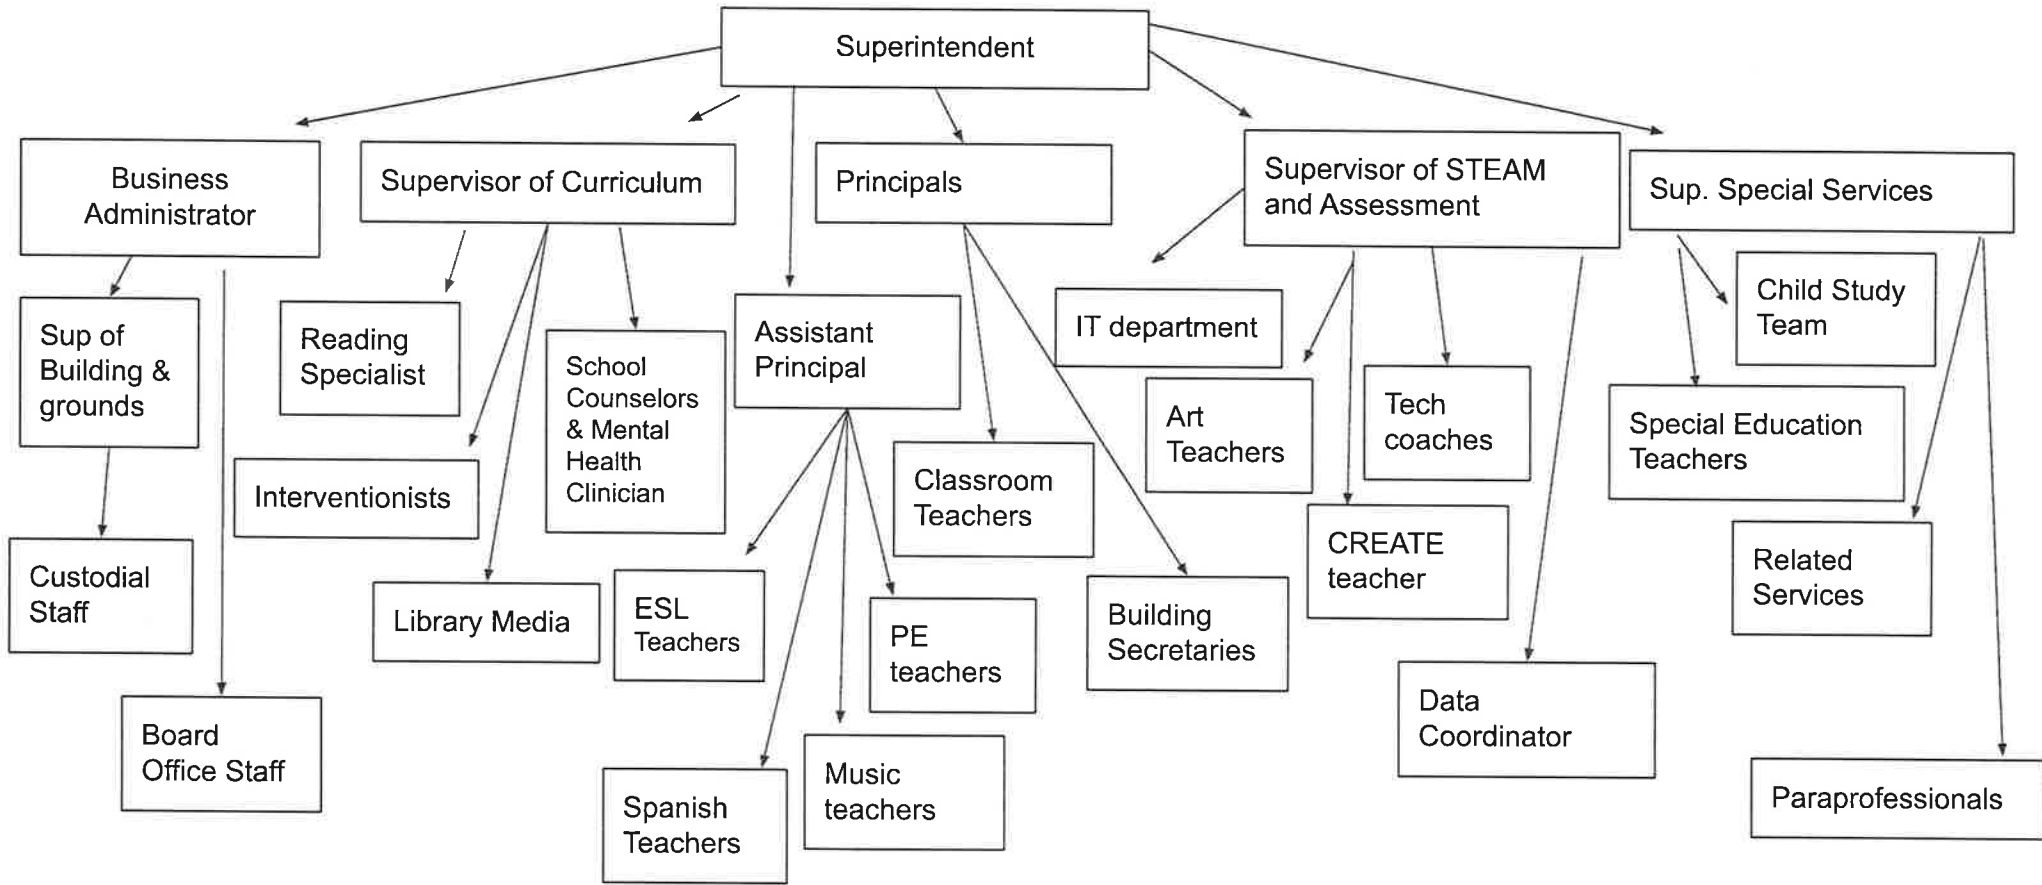 Superintendent
Business
Administrator
Supervisor of Curriculum
Principals
Supervisor of STEAM
and Assessment
Sup. Special Services
Sup of
Building &
grounds
Reading
Specialist
School
Counselors
& Mental
Health
Clinician
Assistant
Principal
IT department
Child Study
Team
Art
Teachers
Tech
coaches
Special Education
Teachers
Interventionists
Classroom
Teachers
CREATE
teacher
Related
Services
Custodial
Staff
Library Media
ESL
Teachers
PE
teachers
Building
Secretaries
Data
Coordinator
Board
Office Staff
Spanish
Teachers
Music
teachers
Paraprofessionals